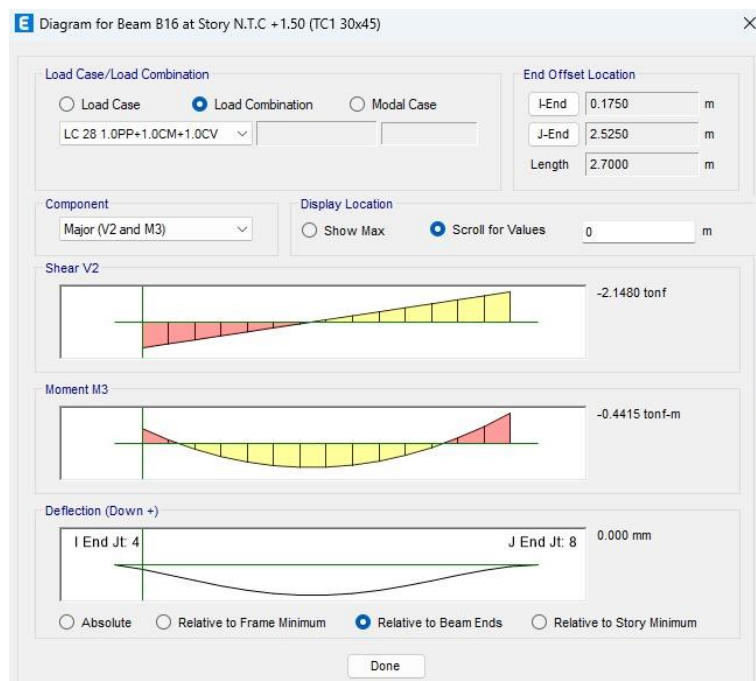 E Diagram for Beam B16 at Story N.T.C +1.50 (TC1 30x45)
Load Case/Load Combination
Load Case Load Combination Modal Case
LC 28 1.0PP+1.0CM+1.0CV
End Offset Location
I-End 0.1750 m
J-End 2.5250 m
Length 2.7000 m
Component
Major (V2 and M3)
Display Location
Show Max Scroll for Values 0 m
Shear V2
-2.1480 tonf
Moment M3
-0.4415 tonf-m
Deflection (Down +)
I End Jt: 4 J End Jt: 8 0.000 mm
Absolute Relative to Frame Minimum Relative to Beam Ends Relative to Story Minimum
Done